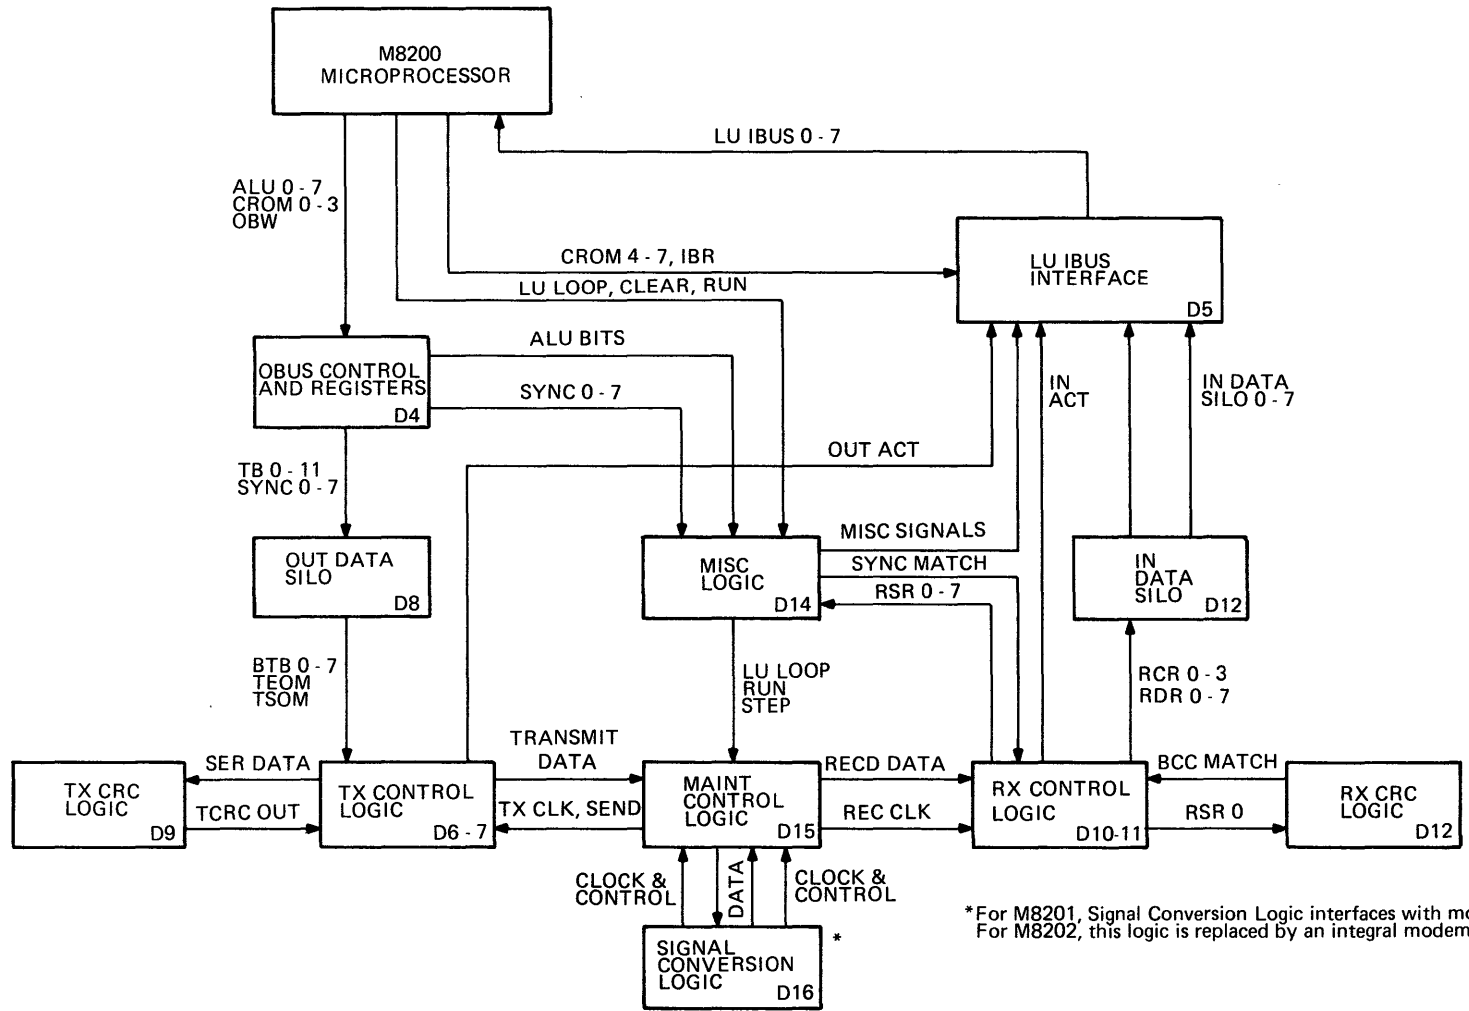 M8200
MICROPROCESSOR
LU IBUS 0 - 7
ALU 0 - 7
CROM 0 - 3
OBW
CROM 4 - 7, IBR
LU LOOP, CLEAR, RUN
LU IBUS
INTERFACE
D5
ALU BITS
OBUS CONTROL
AND REGISTERS
D4
SYNC 0 - 7
IN
ACT
IN DATA
SILO 0 - 7
OUT ACT
TB 0 - 11
SYNC 0 - 7
OUT DATA
SILO
D8
MISC
LOGIC
D14
MISC SIGNALS
SYNC MATCH
RSR 0 - 7
IN
DATA
SILO
D12
BTB 0 - 7
TEOM
TSOM
LU LOOP
RUN
STEP
RCR 0 - 3
RDR 0 - 7
TX CRC
LOGIC
D9
SER DATA
TCRC OUT
TX CONTROL
LOGIC
D6 - 7
TRANSMIT
DATA
TX CLK, SEND
MAINT
CONTROL
LOGIC
D15
RECD DATA
REC CLK
RX CONTROL
LOGIC
D10-11
BCC MATCH
RSR 0
RX CRC
LOGIC
D12
CLOCK &
CONTROL
DATA
CLOCK &
CONTROL
SIGNAL
CONVERSION
LOGIC
D16
*
*For M8201, Signal Conversion Logic interfaces with
For M8202, this logic is replaced by an integral modem